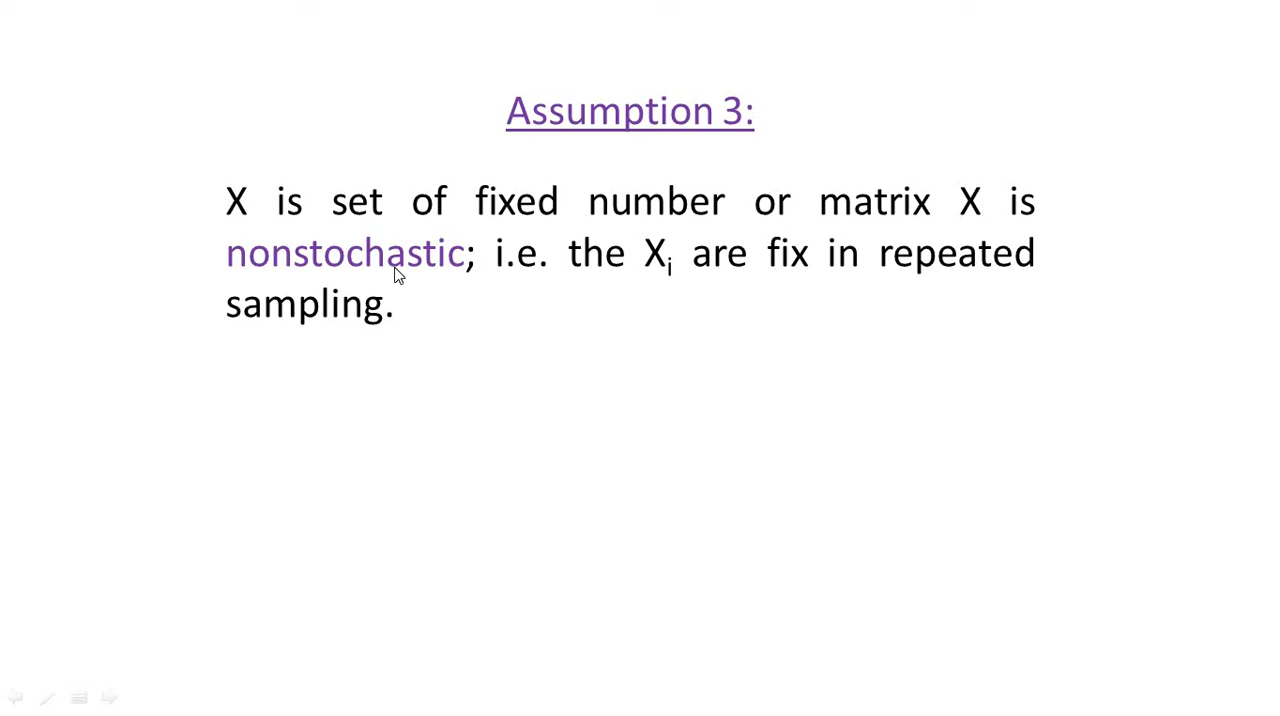 Assumption 3:
X is set of fixed number or matrix X is
nonstochastic; i.e. the Xi are fix in repeated
sampling.